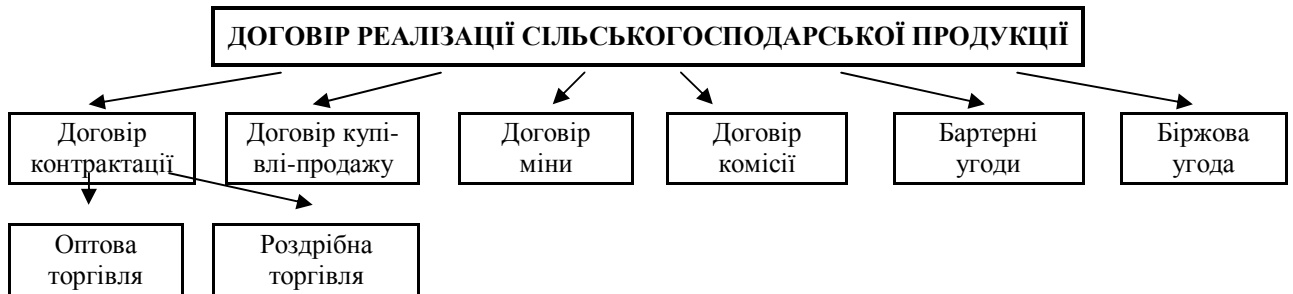 ДОГОВІР РЕАЛІЗАЦІЇ СІЛЬСЬКОГОСПОДАРСЬКОЇ ПРОДУКЦІЇ
Договір
контрактації
Договір купі-
влі-продажу
Договір
міни
Договір
комісії
Бартерні
угоди
Біржова
угода
Оптова
торгівля
Роздрібна
торгівля